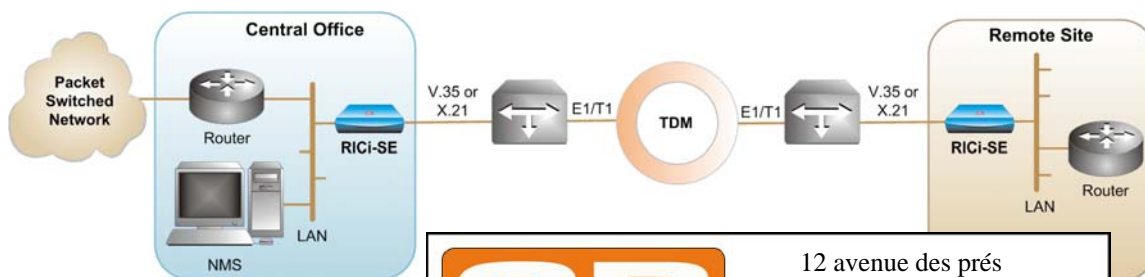 Central Office
Remote Site
Packet
Switched
Network
Router
RICi-SE
NMS
LAN
V.35 or
X.21
E1/T1
TDM
E1/T1
V.35 or
X.21
RICi-SE
LAN
Router
12 avenue des prés